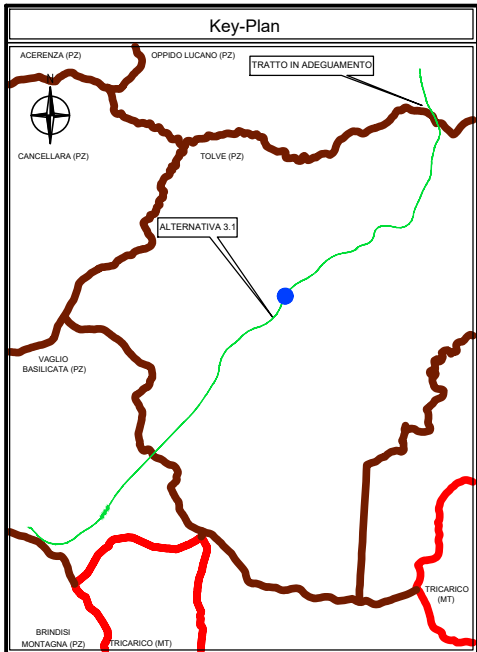 Key-Plan
ACERENZA (PZ)
OPPIDO LUCANO (PZ)
TRATTO IN ADEGUAMENTO
N
CANCELLARA (PZ)
TOLVE (PZ)
ALTERNATIVA 3.1
VAGLIO
BASILICATA (PZ)
TRICARICO
(MT)
BRINDISI
MONTAGNA (PZ)
TRICARICO (MT)